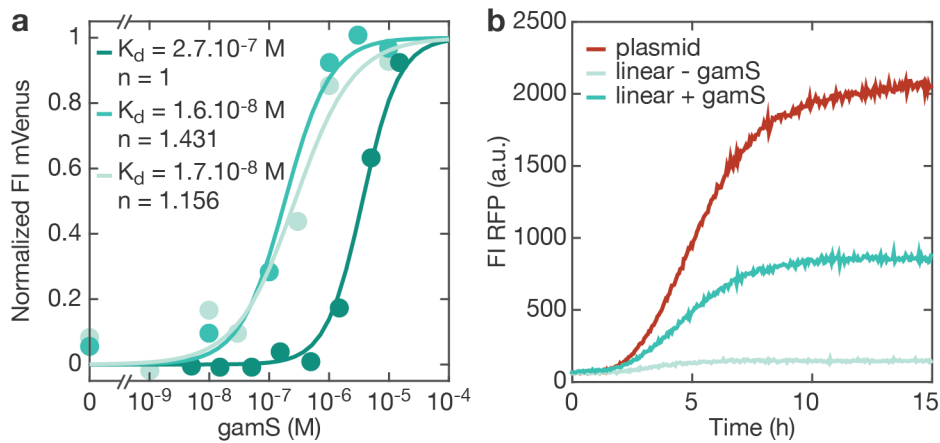 a
Normalized FI mVenus
1
0.8
0.6
0.4
0.2
0
K_d = 2.7.10⁻⁷ M
n = 1
K_d = 1.6.10⁻⁸ M
n = 1.431
K_d = 1.7.10⁻⁸ M
n = 1.156
0 10⁻⁹ 10⁻⁸ 10⁻⁷ 10⁻⁶ 10⁻⁵ 10⁻⁴
gamS (M)
b
FI RFP (a.u.)
2500
2000
1500
1000
500
0
plasmid
linear - gamS
linear + gamS
0 5 10 15
Time (h)